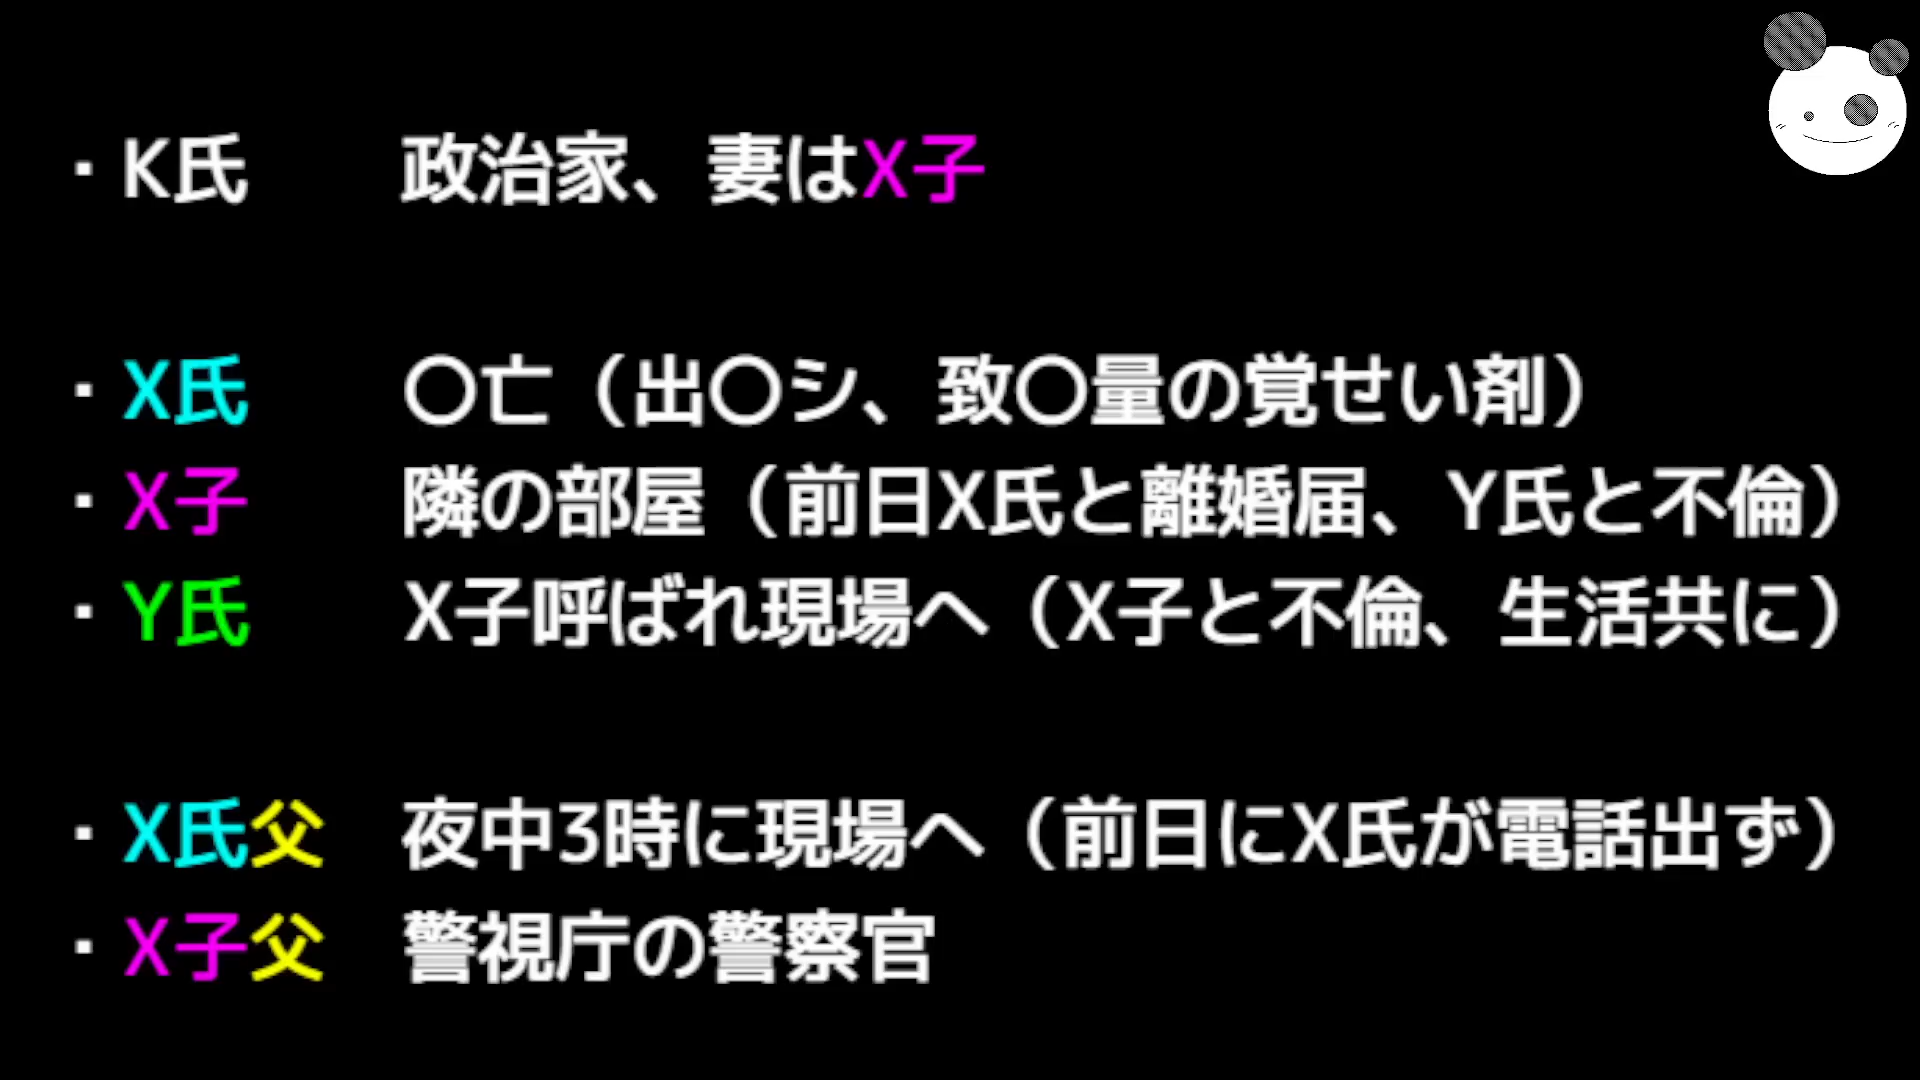 ・K氏 政治家、妻はX子
・X氏 〇亡（出〇シ、致〇量の覚せい剤）
・X子 隣の部屋（前日X氏と離婚届、Y氏と不倫）
・Y氏 X子呼ばれ現場へ（X子と不倫、生活共に）
・X氏父 夜中3時に現場へ（前日にX氏が電話出ず）
・X子父 警視庁の警察官